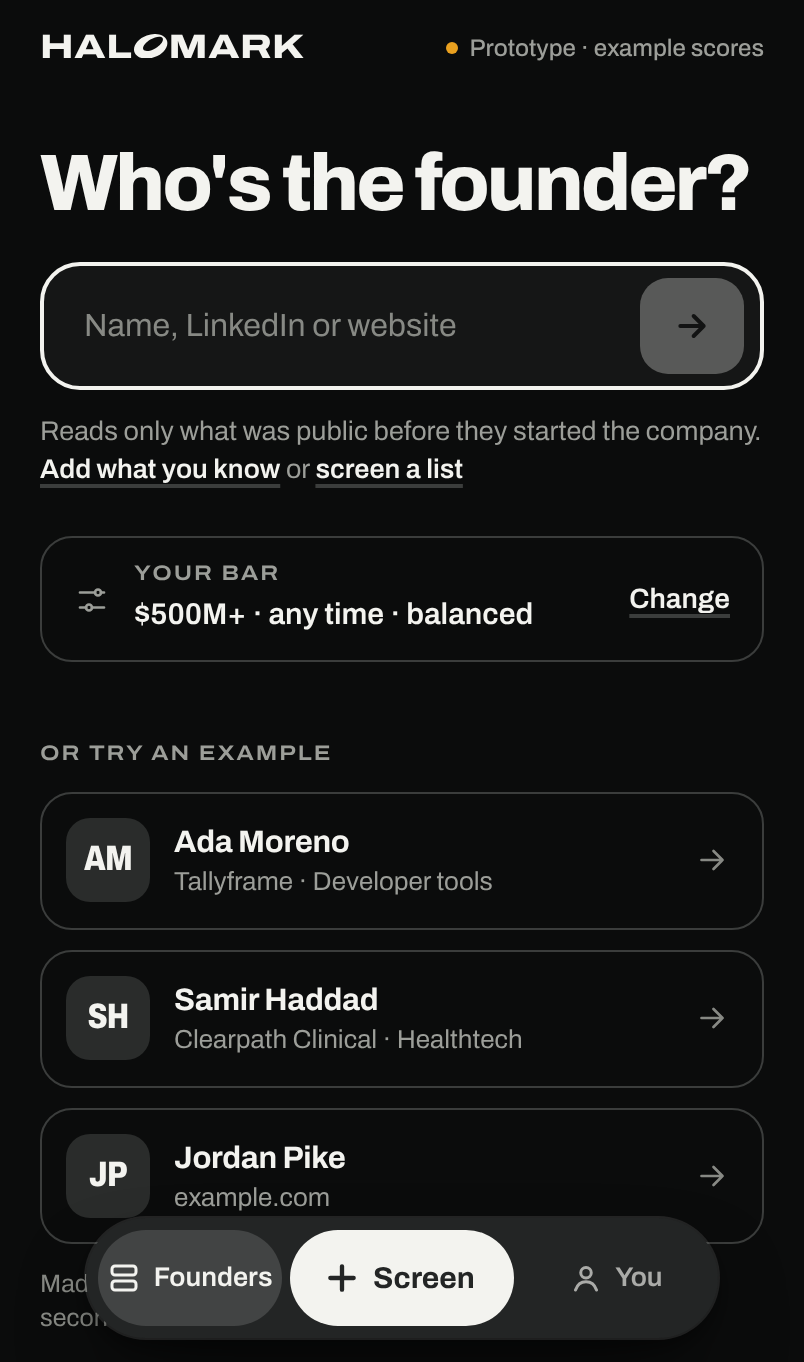 HALOMARK
Prototype · example scores
Who's the founder?
Name, LinkedIn or website
Reads only what was public before they started the company.
Add what you know or screen a list
YOUR BAR
$500M+ · any time · balanced
Change
OR TRY AN EXAMPLE
AM
Ada Moreno
Tallyframe · Developer tools
SH
Samir Haddad
Clearpath Clinical · Healthtech
JP
Jordan Pike
example.com
Founders
Screen
You